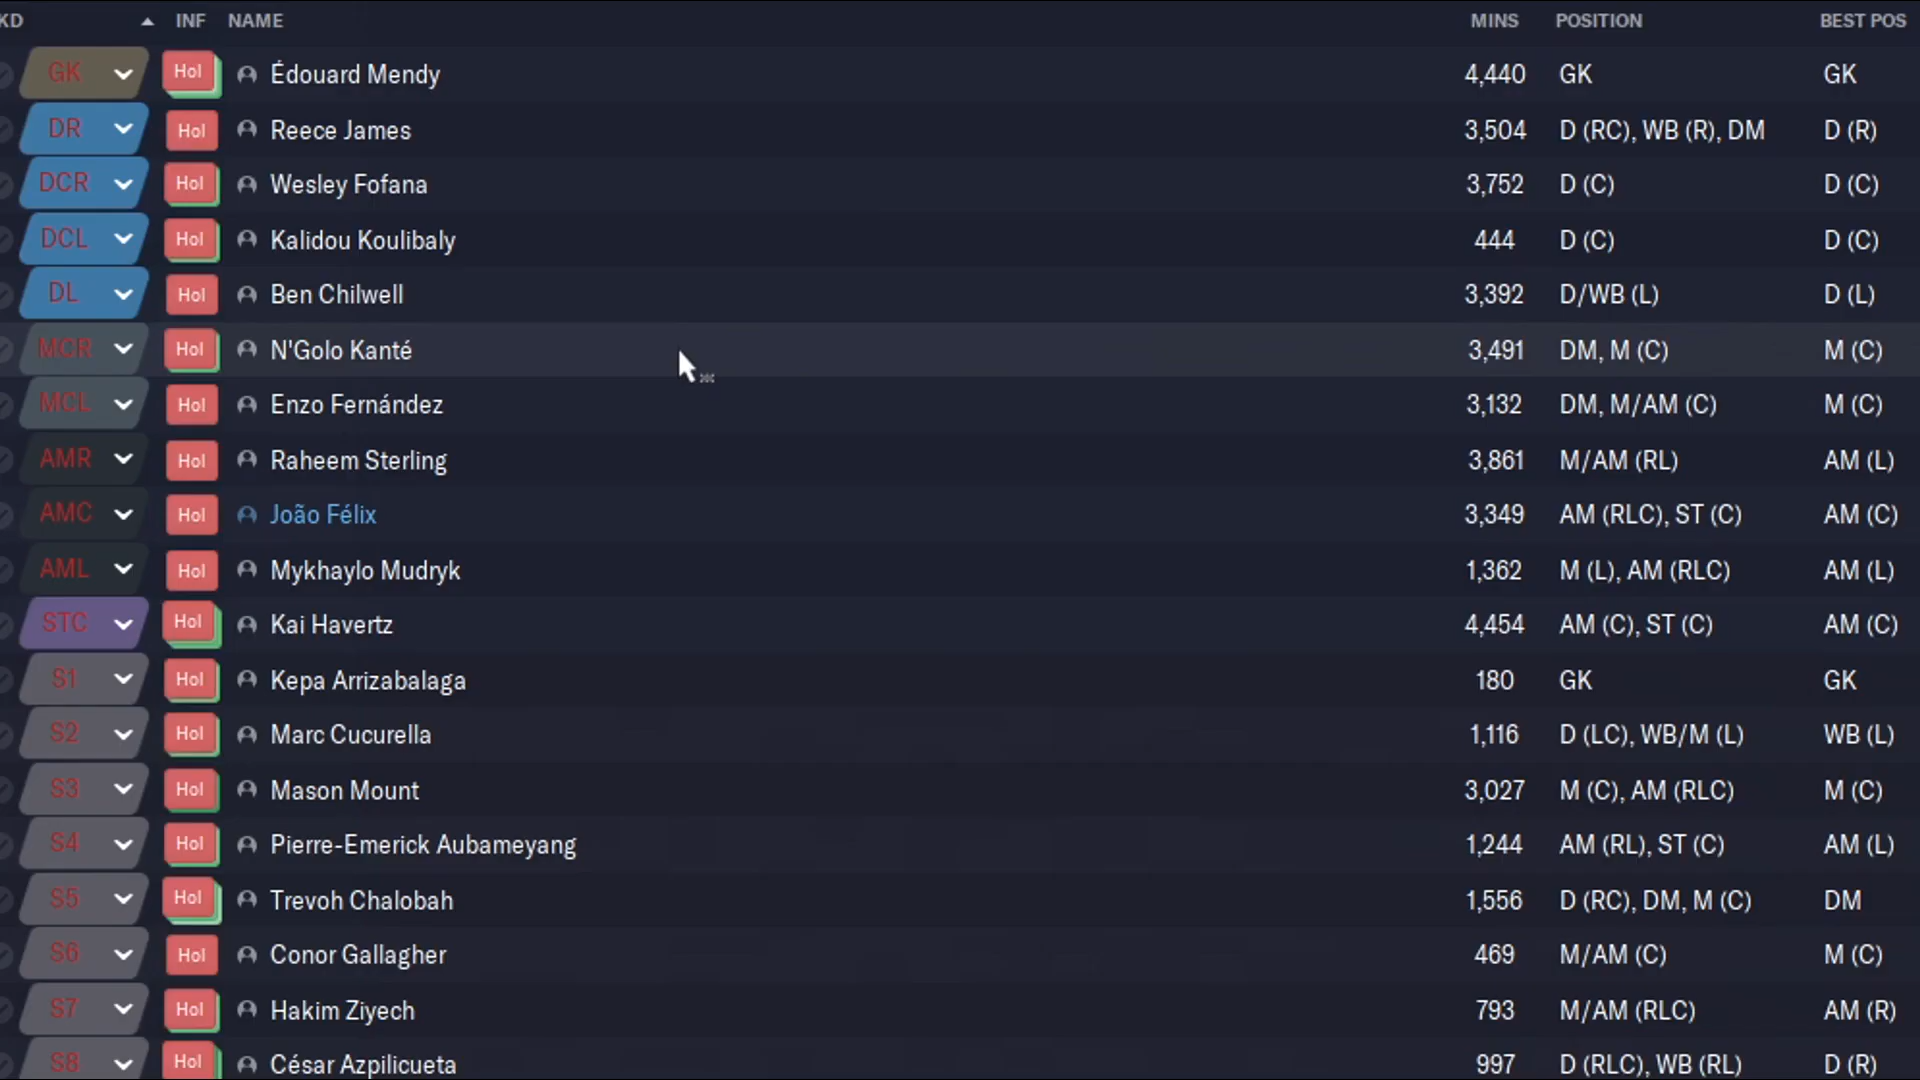 KD INF NAME MINS POSITION BEST POS
GK Hol Édouard Mendy 4,440 GK GK
DR Hol Reece James 3,504 D (RC), WB (R), DM D (R)
DCR Hol Wesley Fofana 3,752 D (C) D (C)
DCL Hol Kalidou Koulibaly 444 D (C) D (C)
DL Hol Ben Chilwell 3,392 D/WB (L) D (L)
MCR Hol N'Golo Kanté 3,491 DM, M (C) M (C)
MCL Hol Enzo Fernández 3,132 DM, M/AM (C) M (C)
AMR Hol Raheem Sterling 3,861 M/AM (RL) AM (L)
AMC Hol João Félix 3,349 AM (RLC), ST (C) AM (C)
AML Hol Mykhaylo Mudryk 1,362 M (L), AM (RLC) AM (L)
STC Hol Kai Havertz 4,454 AM (C), ST (C) AM (C)
S1 Hol Kepa Arrizabalaga 180 GK GK
S2 Hol Marc Cucurella 1,116 D (LC), WB/M (L) WB (L)
S3 Hol Mason Mount 3,027 M (C), AM (RLC) M (C)
S4 Hol Pierre-Emerick Aubameyang 1,244 AM (RL), ST (C) AM (L)
S5 Hol Trevoh Chalobah 1,556 D (RC), DM, M (C) DM
S6 Hol Conor Gallagher 469 M/AM (C) M (C)
S7 Hol Hakim Ziyech 793 M/AM (RLC) AM (R)
S8 Hol César Azpilicueta 997 D (RLC), WB (RL) D (R)